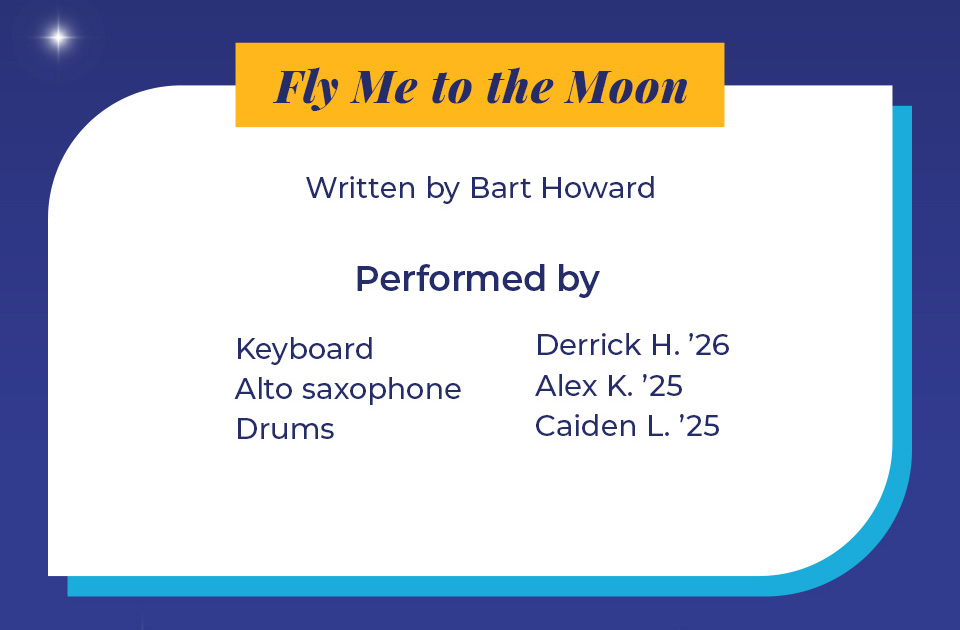 Fly Me to the Moon
Written by Bart Howard
Performed by
Keyboard Derrick H. ’26
Alto saxophone Alex K. ’25
Drums Caiden L. ’25